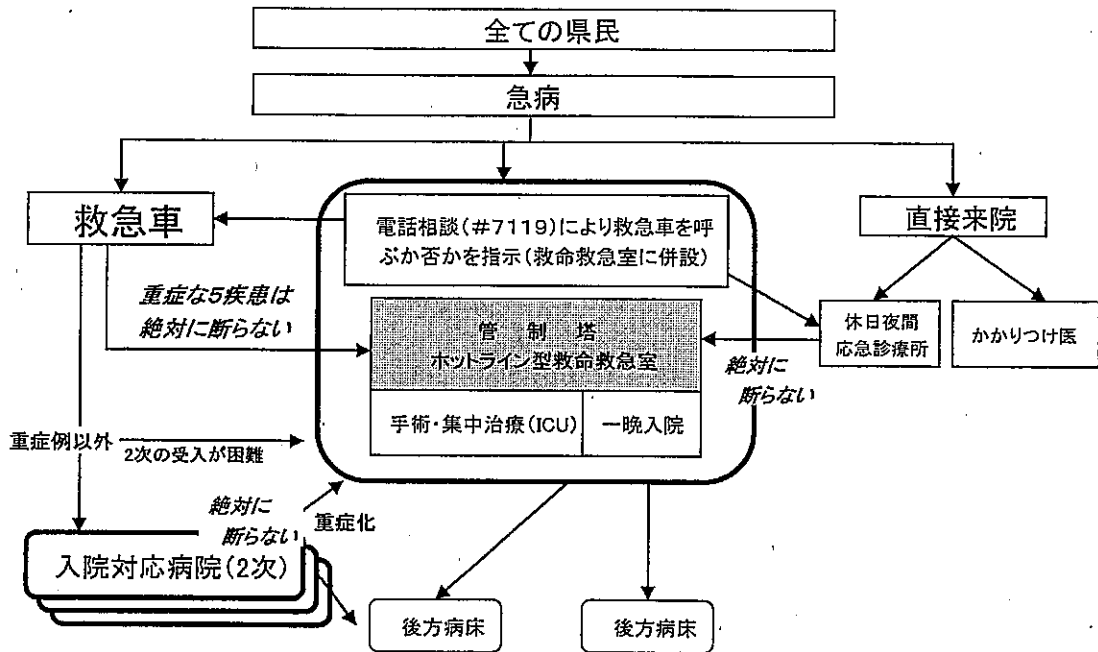 全ての県民
急病
救急車
電話相談(#7119)により救急車を呼
ぶか否かを指示(救命救急室に併設)
直接来院
重症な5疾患は
絶対に断らない
管制塔
ホットライン型救命救急室
手術・集中治療(ICU)
一晩入院
絶対に
断らない
休日夜間
応急診療所
かかりつけ医
重症例以外
2次の受入が困難
絶対に
断らない
重症化
入院対応病院(2次)
後方病床
後方病床